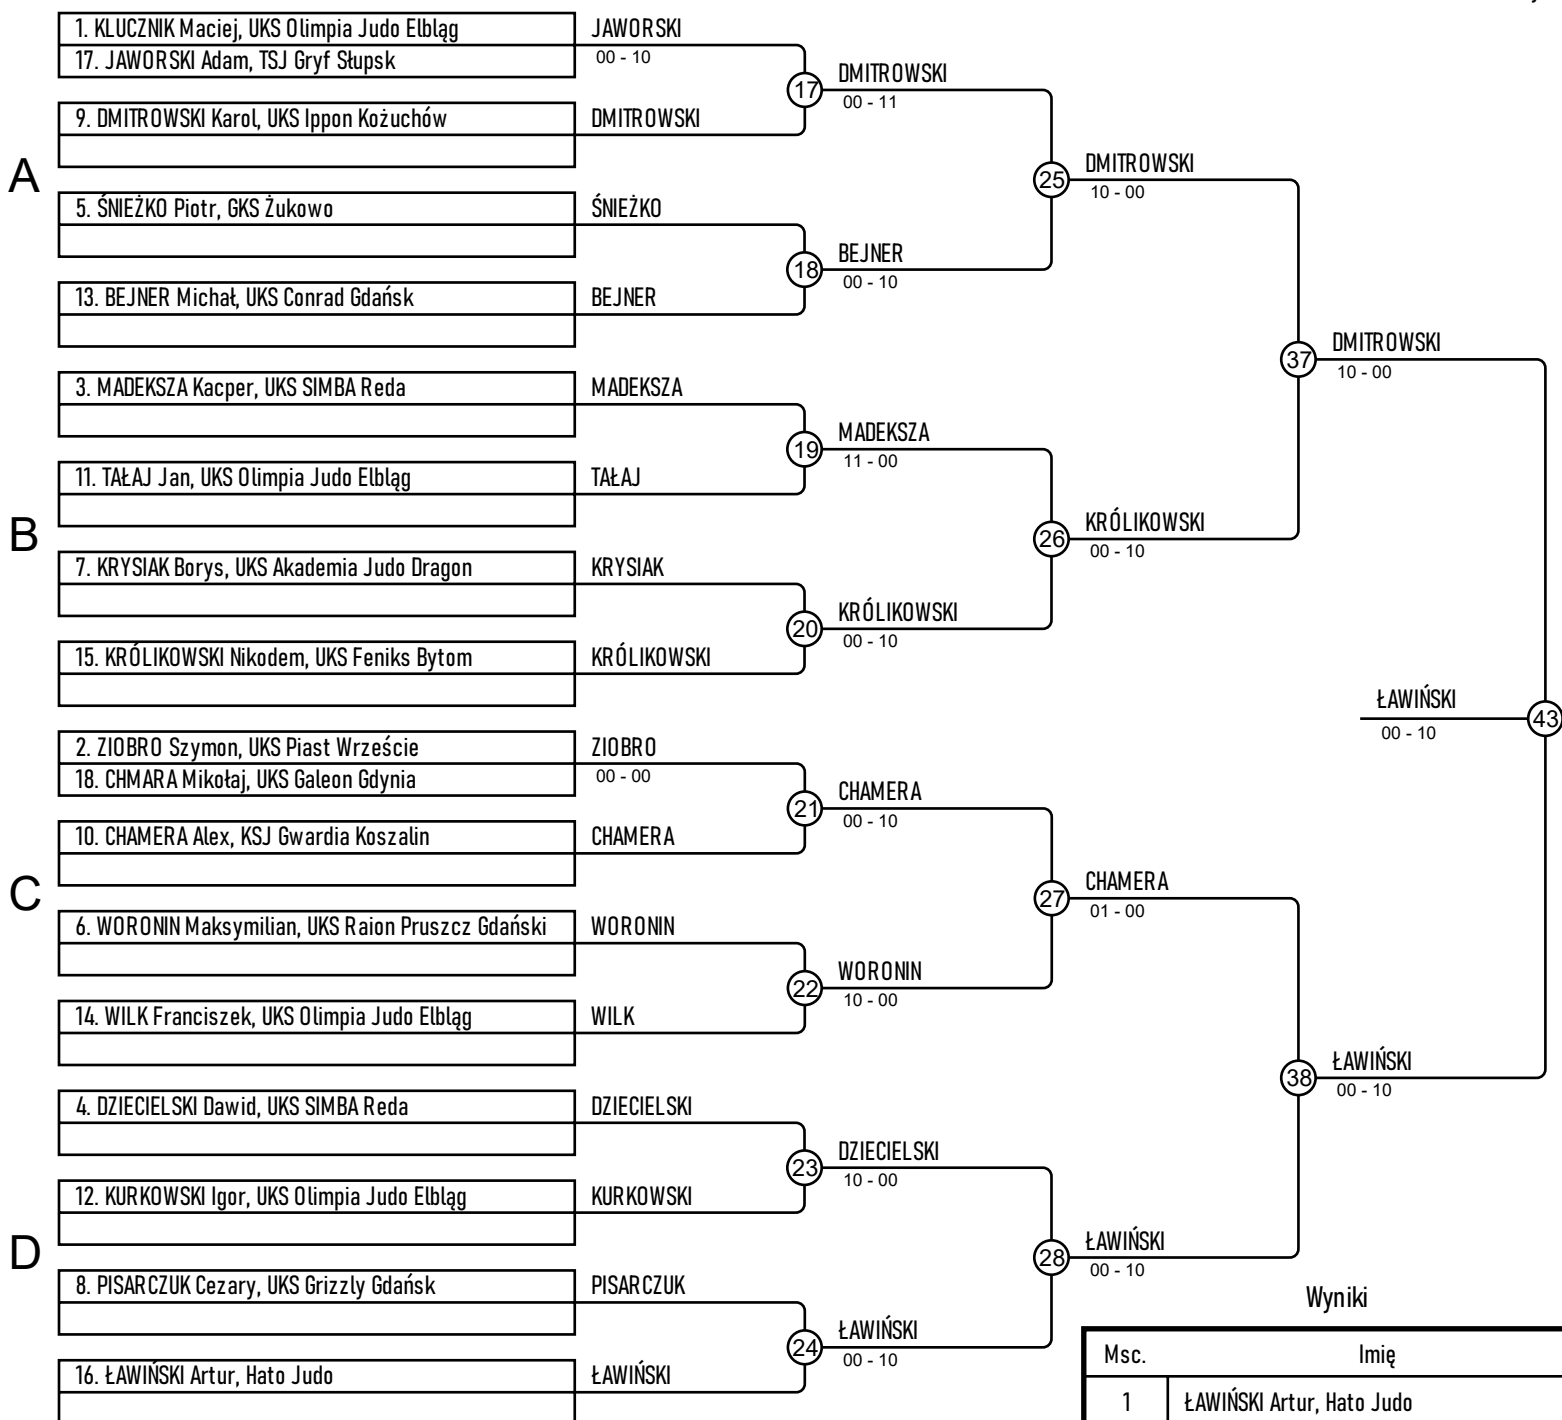 1. KLUCZNIK Maciej, UKS Olimpia Judo Elbląg
17. JAWORSKI Adam, TSJ Gryf Słupsk
9. DMITROWSKI Karol, UKS Ippon Kożuchów
A
5. ŚNIEŻKO Piotr, GKS Żukowo
13. BEJNER Michał, UKS Conrad Gdańsk
3. MADEKSZA Kacper, UKS SIMBA Reda
11. TAŁAJ Jan, UKS Olimpia Judo Elbląg
B
7. KRYSIAK Borys, UKS Akademia Judo Dragon
15. KRÓLIKOWSKI Nikodem, UKS Feniks Bytom
2. ZIOBRO Szymon, UKS Piast Wrzeście
18. CHMARA Mikołaj, UKS Galeon Gdynia
10. CHAMERA Alex, KSJ Gwardia Koszalin
C
6. WORONIN Maksymilian, UKS Raion Pruszcz Gdański
14. WILK Franciszek, UKS Olimpia Judo Elbląg
4. DZIECIELSKI Dawid, UKS SIMBA Reda
12. KURKOWSKI Igor, UKS Olimpia Judo Elbląg
D
8. PISARCZUK Cezary, UKS Grizzly Gdańsk
16. ŁAWIŃSKI Artur, Hato Judo
JAWORSKI
00 - 10
DMITROWSKI
ŚNIEŻKO
BEJNER
MADEKSZA
TAŁAJ
KRYSIAK
KRÓLIKOWSKI
ZIOBRO
00 - 00
CHAMERA
WORONIN
WILK
DZIECIELSKI
KURKOWSKI
PISARCZUK
ŁAWIŃSKI
17
DMITROWSKI
00 - 11
18
BEJNER
00 - 10
19
MADEKSZA
11 - 00
20
KRÓLIKOWSKI
00 - 10
21
CHAMERA
00 - 10
22
WORONIN
10 - 00
23
DZIECIELSKI
10 - 00
24
ŁAWIŃSKI
00 - 10
25
DMITROWSKI
10 - 00
26
KRÓLIKOWSKI
00 - 10
27
CHAMERA
01 - 00
28
ŁAWIŃSKI
00 - 10
37
DMITROWSKI
10 - 00
38
ŁAWIŃSKI
00 - 10
ŁAWIŃSKI
00 - 10
43
Wyniki
Msc. Imię
1 ŁAWIŃSKI Artur, Hato Judo